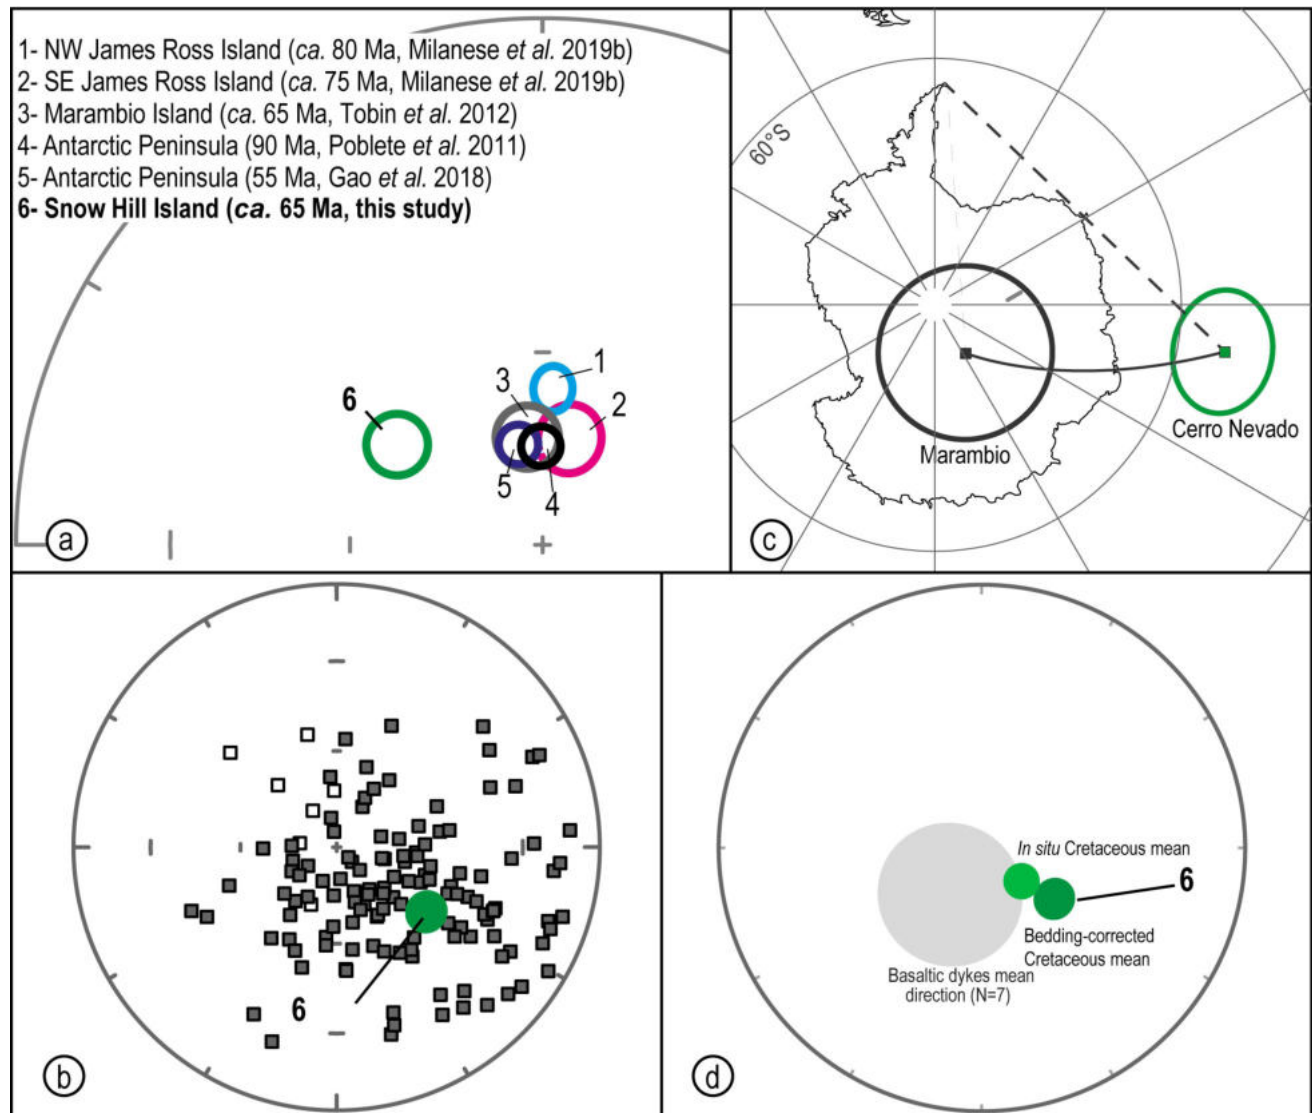 1- NW James Ross Island (ca. 80 Ma, Milanese et al. 2019b)
2- SE James Ross Island (ca. 75 Ma, Milanese et al. 2019b)
3- Marambio Island (ca. 65 Ma, Tobin et al. 2012)
4- Antarctic Peninsula (90 Ma, Poblete et al. 2011)
5- Antarctic Peninsula (55 Ma, Gao et al. 2018)
6- Snow Hill Island (ca. 65 Ma, this study)
1
3
2
6
5
4
a
60°S
Cerro Nevado
Marambio
c
6
b
In situ Cretaceous mean
6
Bedding-corrected
Cretaceous mean
Basaltic dykes mean
direction (N=7)
d